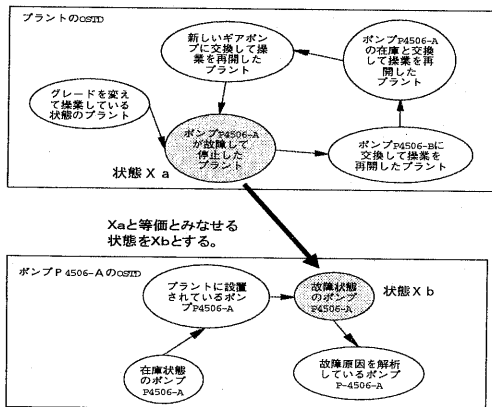 プラントのOSTD
新しいギアポン
プに交換して操
業を再開した
プラント
ポンプP4506-A
の在庫と交換
して操業を再
開した
プラント
グレードを変え
て操業している
状態のプラント
ポンプP4506-A
が故障して
停止した
プラント
ポンプP4506-Bに
交換して操業を
再開したプラント
状態Ｘａ
Xaと等価とみなせる
状態をXbとする。
ポンプＰ4506-ＡのOSTD
プラントに設置
されているポン
プP4506-A
故障状態
のポンプ
P4506-A
状態Ｘｂ
在庫状態
のポンプ
P4506-A
故障原因を解析
しているポンプ
P-4506-A